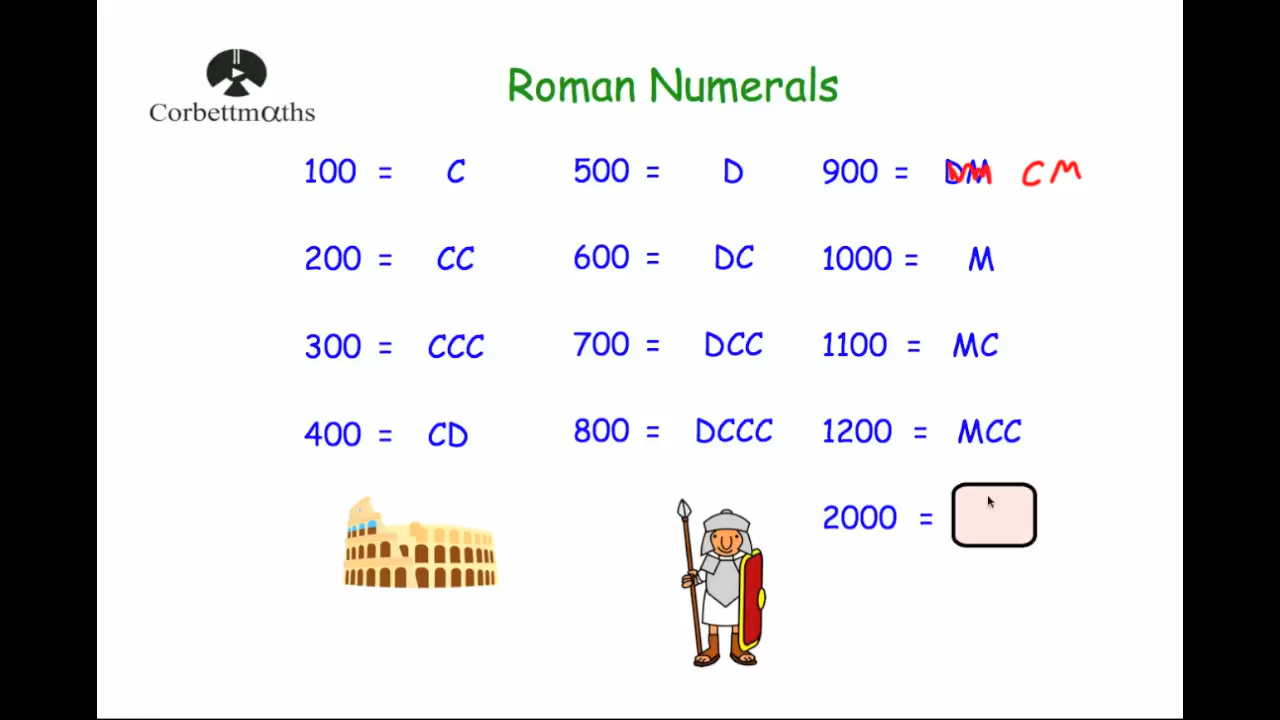 Corbettmαths
Roman Numerals
100 = C
200 = CC
300 = CCC
400 = CD
500 = D
600 = DC
700 = DCC
800 = DCCC
900 = DM CM
1000 = M
1100 = MC
1200 = MCC
2000 =